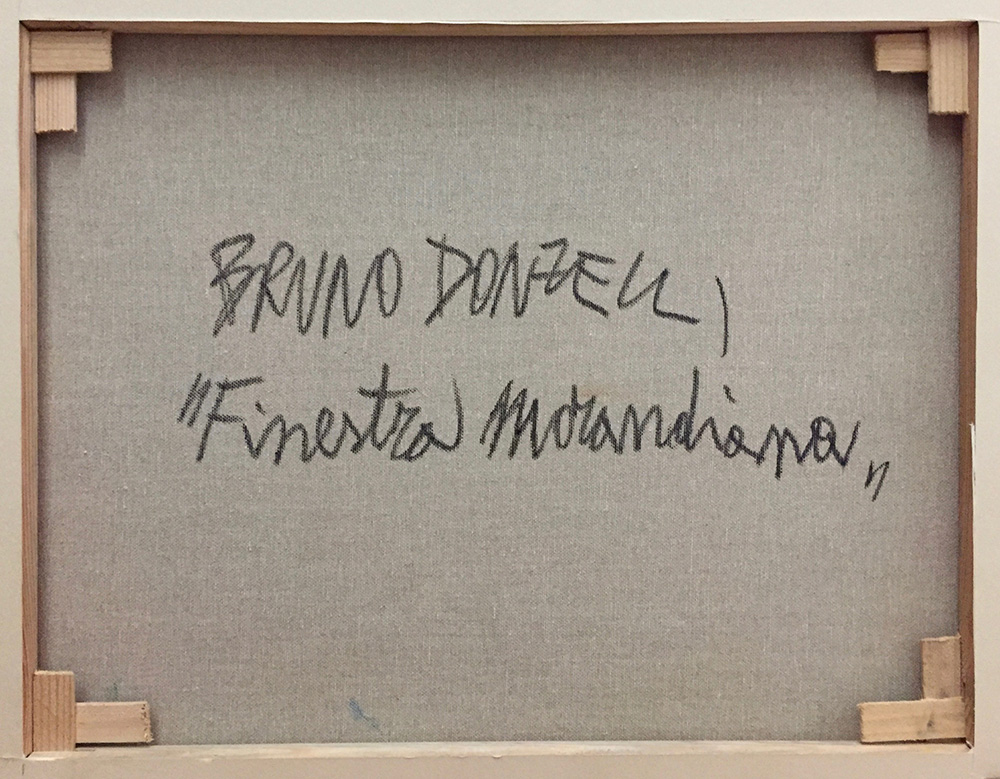 BRUNO DONZELLI
"Finestra Morandiana"